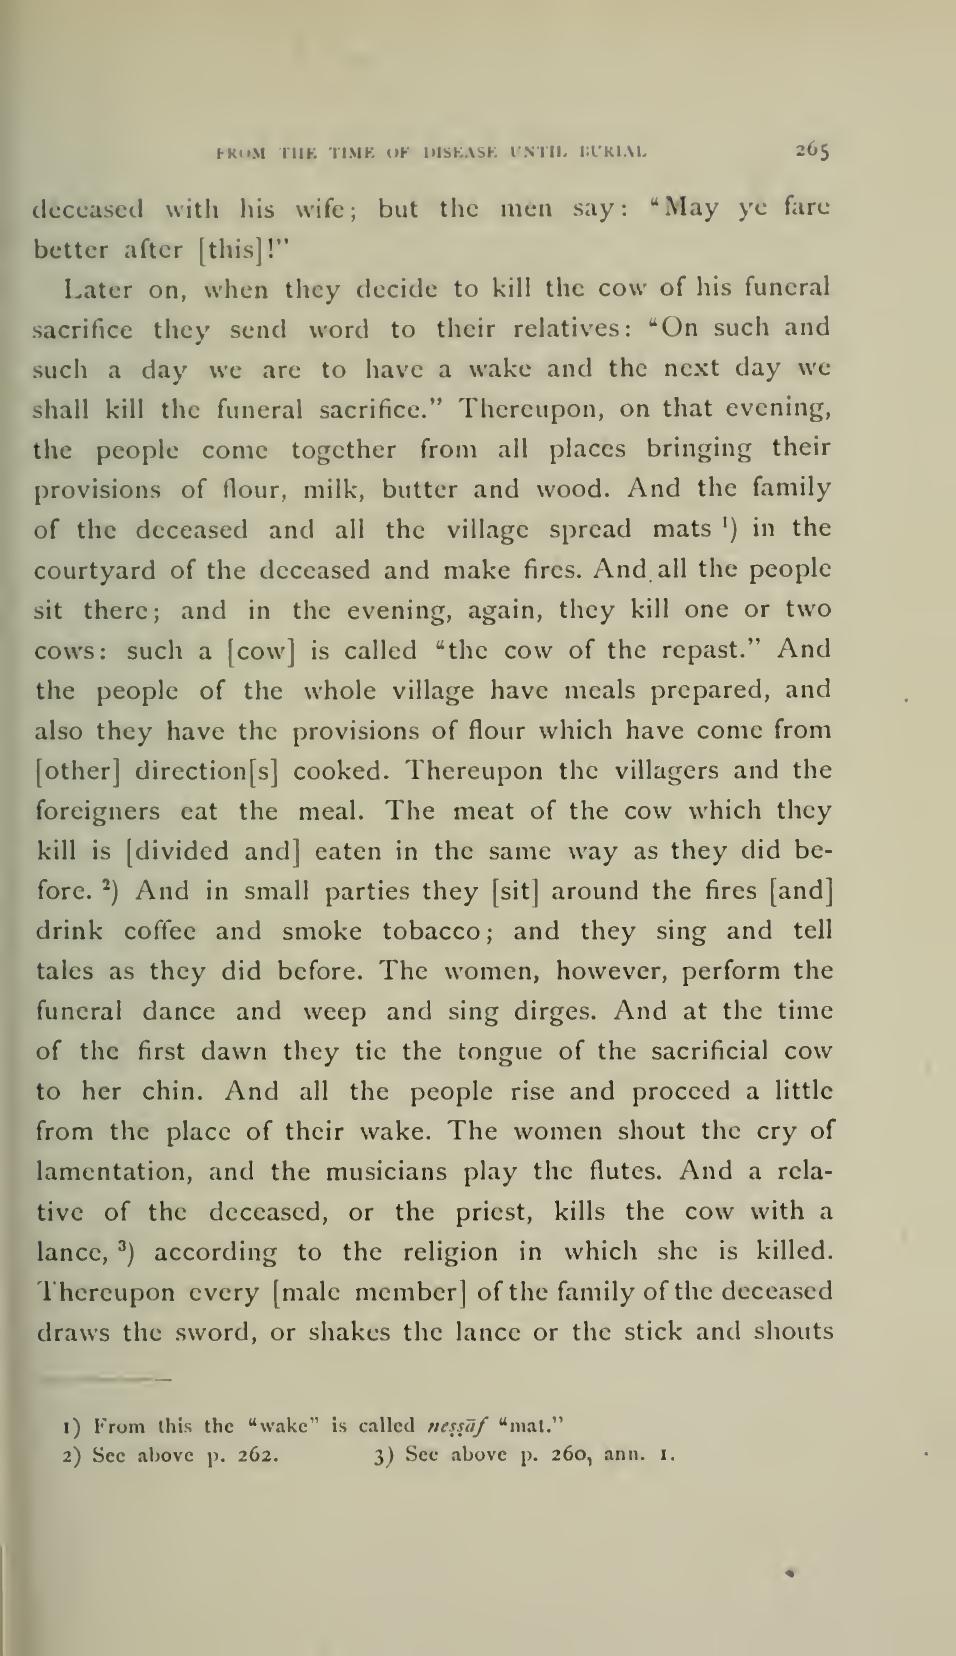 FROM THE TIME OF DISEASE UNTIL BURIAL. 265
deceased with his wife; but the men say: “May ye fare
better after [this]!”
Later on, when they decide to kill the cow of his funeral
sacrifice they send word to their relatives: “On such and
such a day we are to have a wake and the next day we
shall kill the funeral sacrifice.” Thereupon, on that evening,
the people come together from all places bringing their
provisions of flour, milk, butter and wood. And the family
of the deceased and all the village spread mats ¹) in the
courtyard of the deceased and make fires. And all the people
sit there; and in the evening, again, they kill one or two
cows: such a [cow] is called “the cow of the repast.” And
the people of the whole village have meals prepared, and
also they have the provisions of flour which have come from
[other] direction[s] cooked. Thereupon the villagers and the
foreigners eat the meal. The meat of the cow which they
kill is [divided and] eaten in the same way as they did be-
fore. ²) And in small parties they [sit] around the fires [and]
drink coffee and smoke tobacco; and they sing and tell
tales as they did before. The women, however, perform the
funeral dance and weep and sing dirges. And at the time
of the first dawn they tie the tongue of the sacrificial cow
to her chin. And all the people rise and proceed a little
from the place of their wake. The women shout the cry of
lamentation, and the musicians play the flutes. And a rela-
tive of the deceased, or the priest, kills the cow with a
lance, ³) according to the religion in which she is killed.
Thereupon every [male member] of the family of the deceased
draws the sword, or shakes the lance or the stick and shouts
1) From this the “wake” is called neṣṣāf “mat.”
2) See above p. 262. 3) See above p. 260, ann. 1.